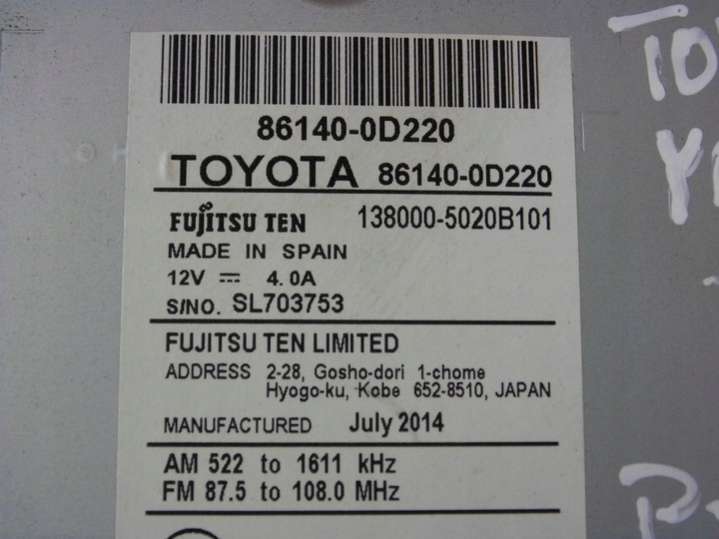 86140-0D220
TOYOTA 86140-0D220
FUJITSU TEN 138000-5020B101
MADE IN SPAIN
12V ⎓ 4.0A
S/NO. SL703753
FUJITSU TEN LIMITED
ADDRESS 2-28, Gosho-dori 1-chome
Hyogo-ku, Kobe 652-8510, JAPAN
MANUFACTURED July 2014
AM 522 to 1611 kHz
FM 87.5 to 108.0 MHz